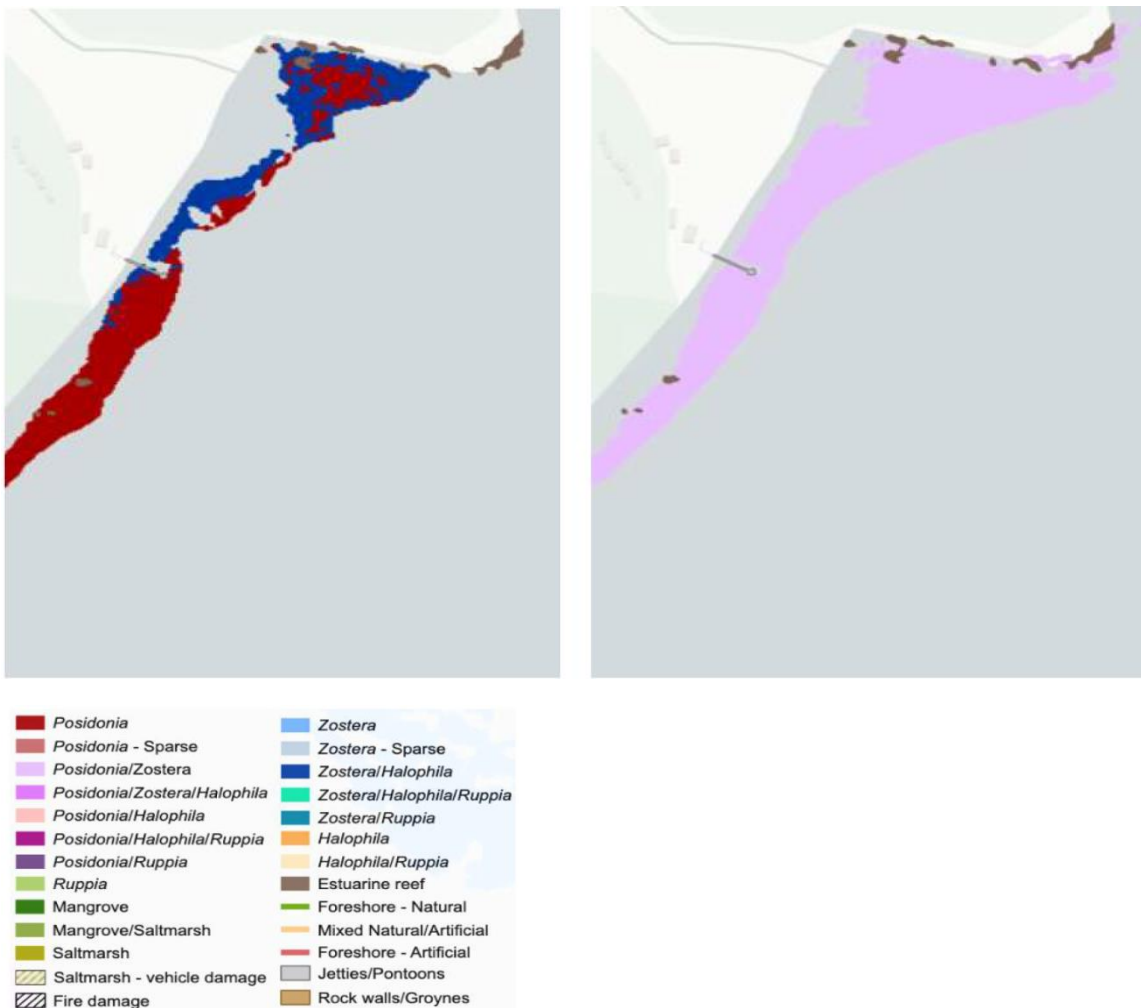 Posidonia
Posidonia - Sparse
Posidonia/Zostera
Posidonia/Zostera/Halophila
Posidonia/Halophila
Posidonia/Halophila/Ruppia
Posidonia/Ruppia
Ruppia
Mangrove
Mangrove/Saltmarsh
Saltmarsh
Saltmarsh - vehicle damage
Fire damage
Zostera
Zostera - Sparse
Zostera/Halophila
Zostera/Halophila/Ruppia
Zostera/Ruppia
Halophila
Halophila/Ruppia
Estuarine reef
Foreshore - Natural
Mixed Natural/Artificial
Foreshore - Artificial
Jetties/Pontoons
Rock walls/Groynes